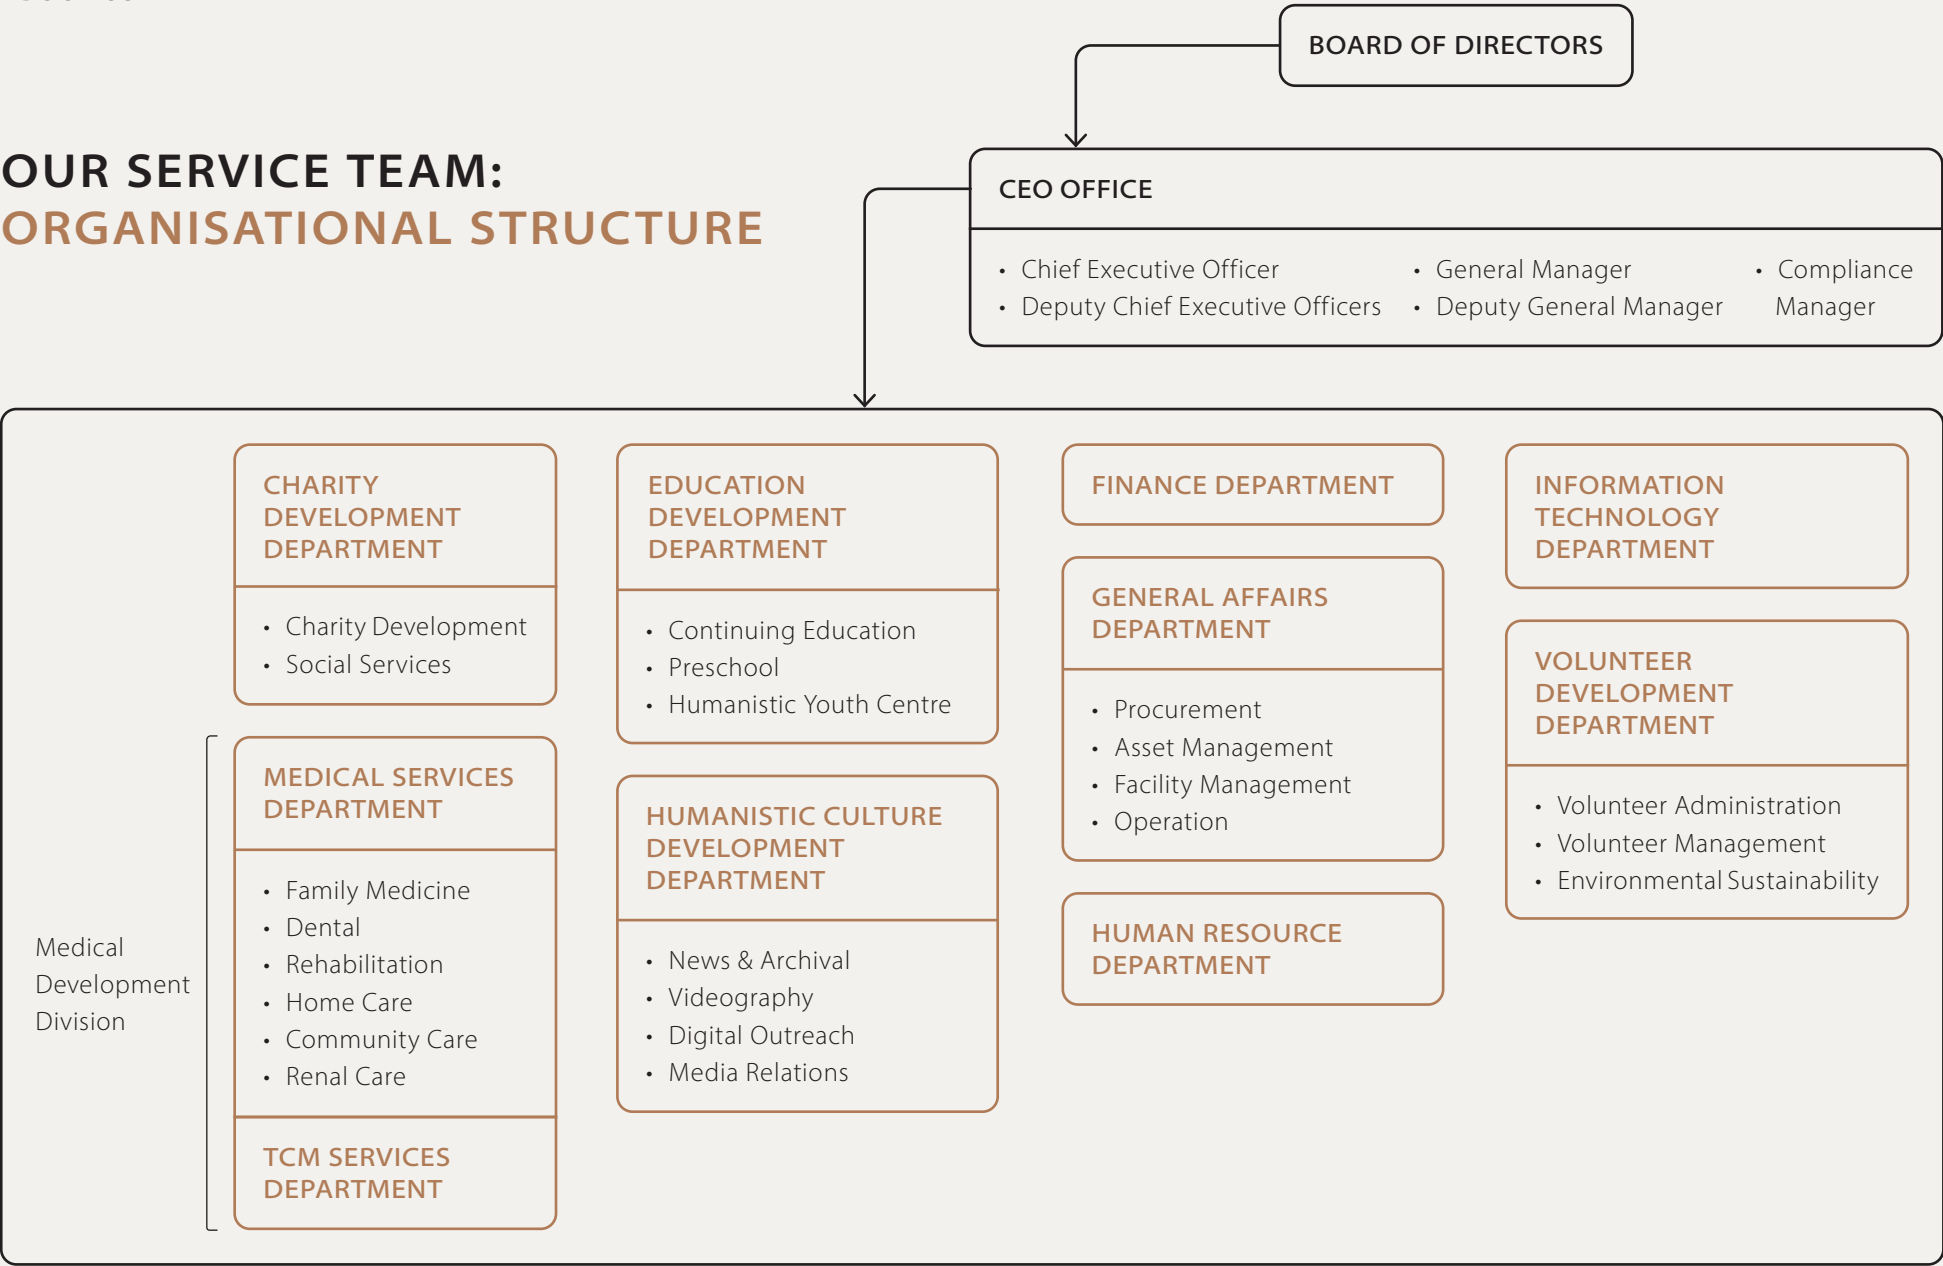 BOARD OF DIRECTORS
OUR SERVICE TEAM:
ORGANISATIONAL STRUCTURE
CEO OFFICE
• Chief Executive Officer
• Deputy Chief Executive Officers
• General Manager
• Deputy General Manager
• Compliance
Manager
CHARITY
DEVELOPMENT
DEPARTMENT
• Charity Development
• Social Services
Medical
Development
Division
MEDICAL SERVICES
DEPARTMENT
• Family Medicine
• Dental
• Rehabilitation
• Home Care
• Community Care
• Renal Care
TCM SERVICES
DEPARTMENT
EDUCATION
DEVELOPMENT
DEPARTMENT
• Continuing Education
• Preschool
• Humanistic Youth Centre
HUMANISTIC CULTURE
DEVELOPMENT
DEPARTMENT
• News & Archival
• Videography
• Digital Outreach
• Media Relations
FINANCE DEPARTMENT
GENERAL AFFAIRS
DEPARTMENT
• Procurement
• Asset Management
• Facility Management
• Operation
HUMAN RESOURCE
DEPARTMENT
INFORMATION
TECHNOLOGY
DEPARTMENT
VOLUNTEER
DEVELOPMENT
DEPARTMENT
• Volunteer Administration
• Volunteer Management
• Environmental Sustainability